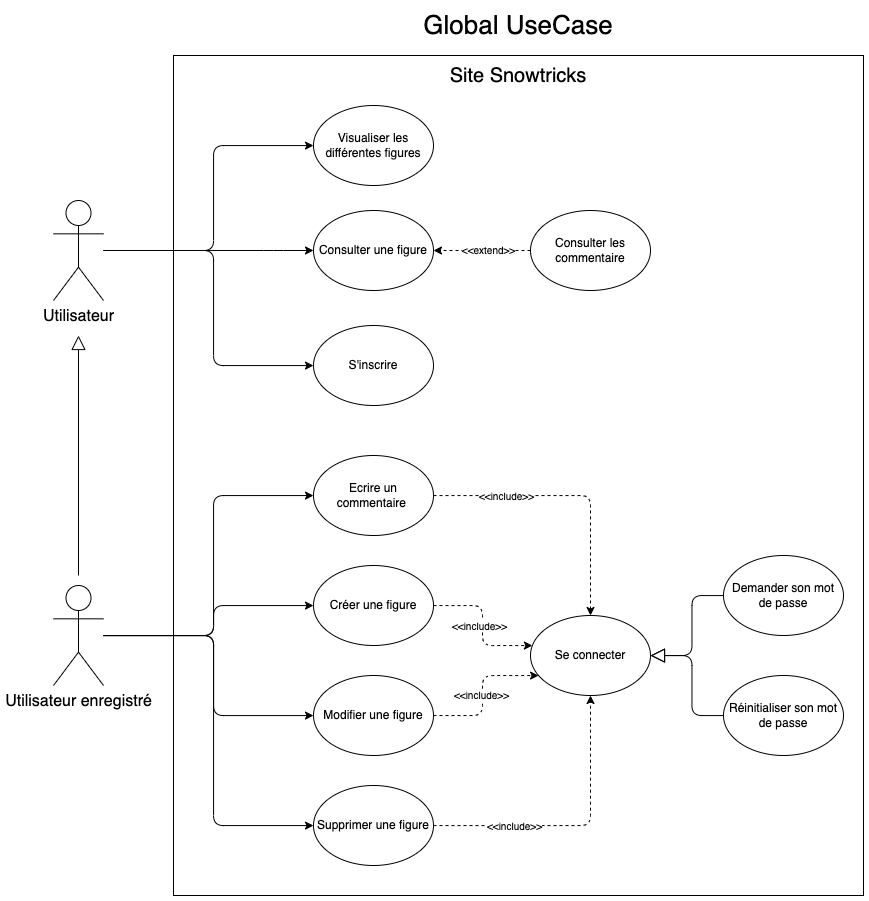 Global UseCase
Site Snowtricks
Visualiser les
différentes figures
Utilisateur
Consulter une figure
<<extend>>
Consulter les
commentaire
S'inscrire
Ecrire un
commentaire
<<include>>
Créer une figure
<<include>>
Demander son mot
de passe
Se connecter
Utilisateur enregistré
Modifier une figure
<<include>>
Réinitialiser son mot
de passe
Supprimer une figure
<<include>>